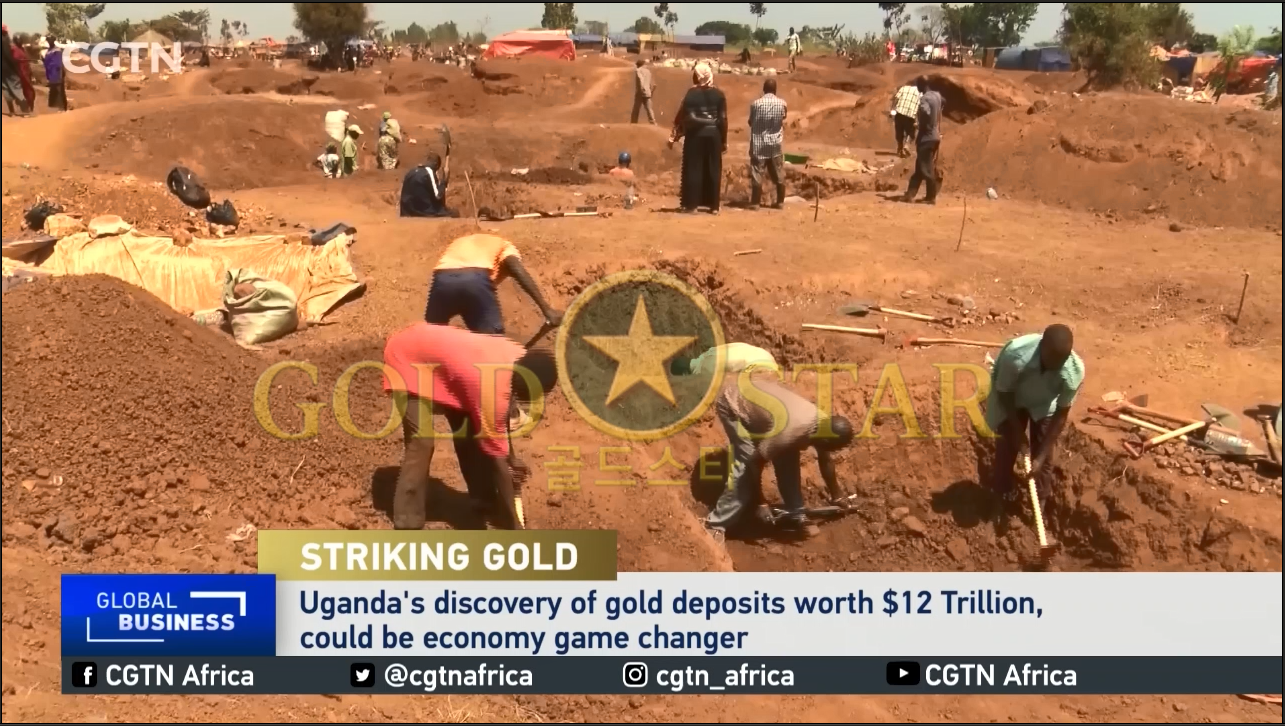 CGTN
GOLD STAR
골드스타
STRIKING GOLD
GLOBAL
BUSINESS
Uganda's discovery of gold deposits worth $12 Trillion,
could be economy game changer
CGTN Africa
@cgtnafrica
cgtn_africa
CGTN Africa